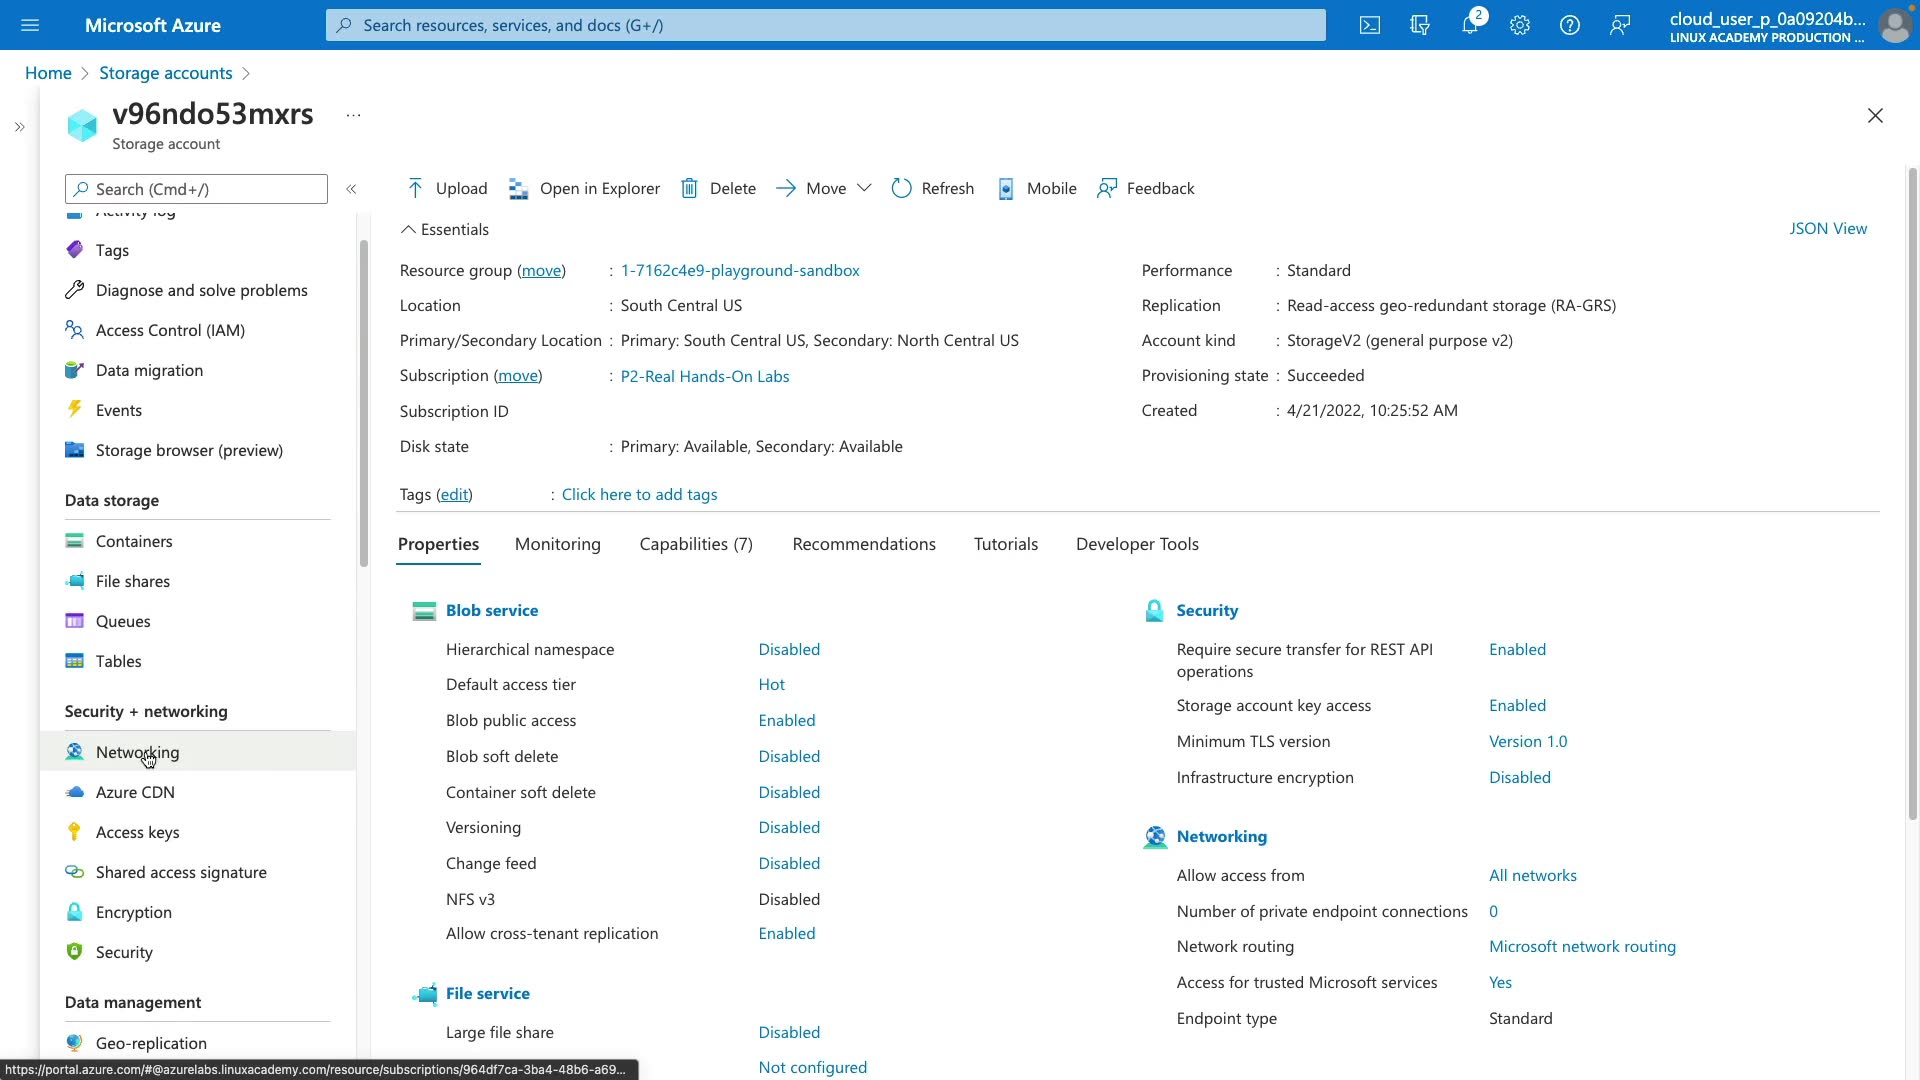 Microsoft Azure
Search resources, services, and docs (G+/)
2
cloud_user_p_0a09204b...
LINUX ACADEMY PRODUCTION ...
Home > Storage accounts >
v96ndo53mxrs ...
Storage account
Search (Cmd+/)
Activity log
Tags
Diagnose and solve problems
Access Control (IAM)
Data migration
Events
Storage browser (preview)
Data storage
Containers
File shares
Queues
Tables
Security + networking
Networking
Azure CDN
Access keys
Shared access signature
Encryption
Security
Data management
Geo-replication
Upload Open in Explorer Delete Move Refresh Mobile Feedback
Essentials
JSON View
Resource group (move) : 1-7162c4e9-playground-sandbox
Location : South Central US
Primary/Secondary Location : Primary: South Central US, Secondary: North Central US
Subscription (move) : P2-Real Hands-On Labs
Subscription ID
Disk state : Primary: Available, Secondary: Available
Performance : Standard
Replication : Read-access geo-redundant storage (RA-GRS)
Account kind : StorageV2 (general purpose v2)
Provisioning state : Succeeded
Created : 4/21/2022, 10:25:52 AM
Tags (edit) : Click here to add tags
Properties Monitoring Capabilities (7) Recommendations Tutorials Developer Tools
Blob service
Hierarchical namespace Disabled
Default access tier Hot
Blob public access Enabled
Blob soft delete Disabled
Container soft delete Disabled
Versioning Disabled
Change feed Disabled
NFS v3 Disabled
Allow cross-tenant replication Enabled
File service
Large file share Disabled
Not configured
Security
Require secure transfer for REST API operations Enabled
Storage account key access Enabled
Minimum TLS version Version 1.0
Infrastructure encryption Disabled
Networking
Allow access from All networks
Number of private endpoint connections 0
Network routing Microsoft network routing
Access for trusted Microsoft services Yes
Endpoint type Standard
https://portal.azure.com/#@azurelabs.linuxacademy.com/resource/subscriptions/964df7ca-3ba4-48b6-a69...